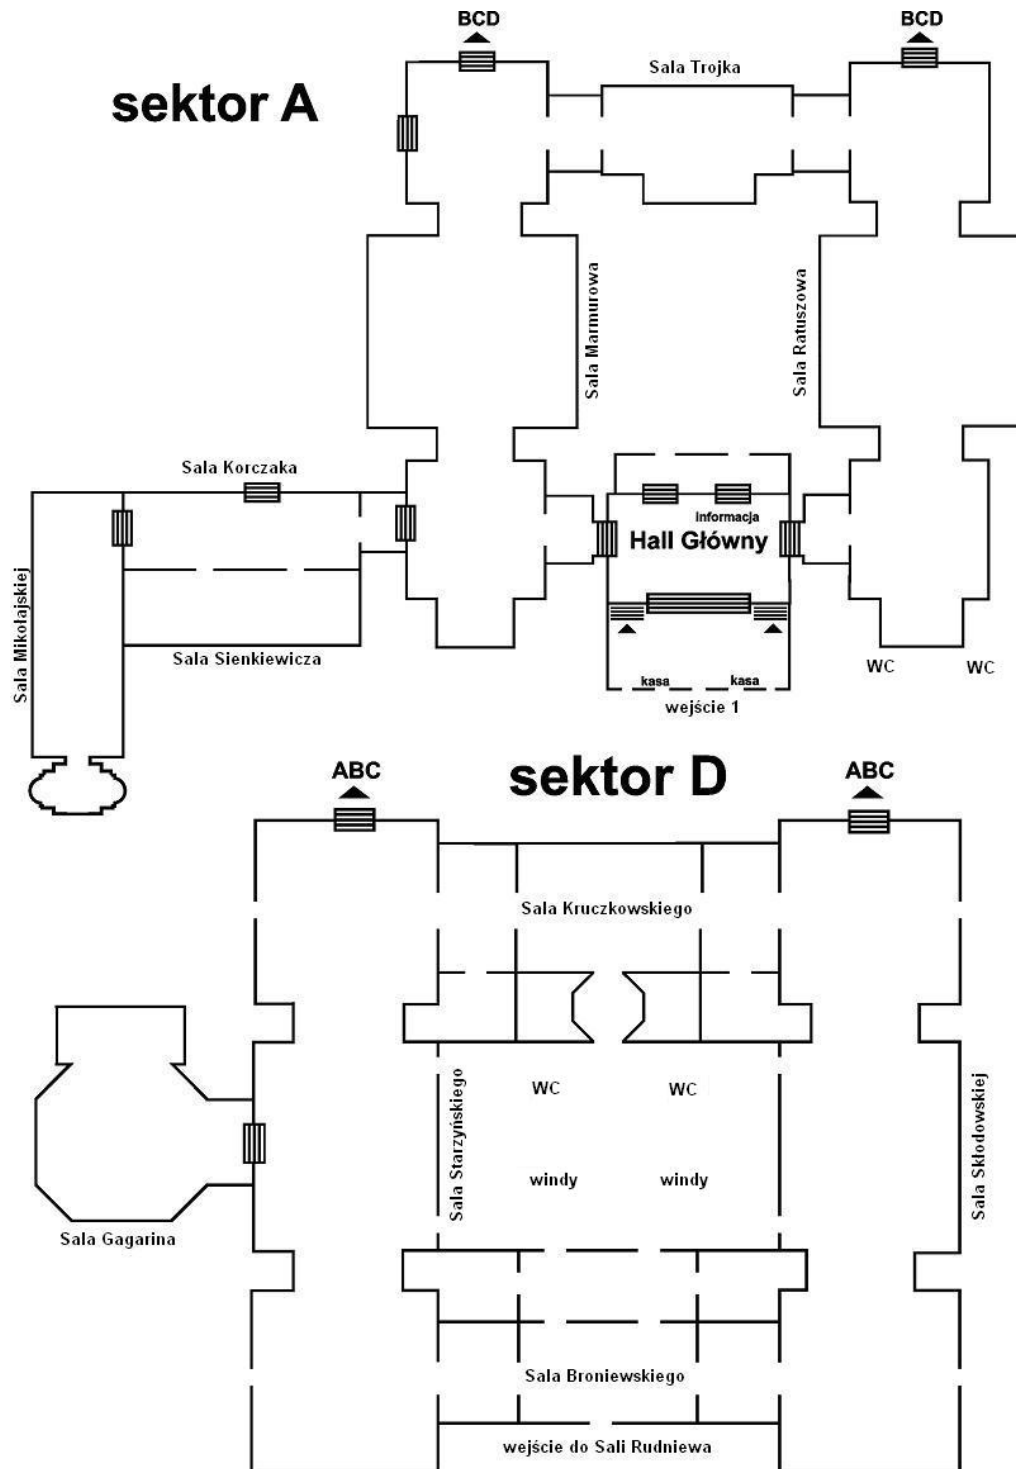 BCD
BCD
Sala Trojka
sektor A
Sala Marmurowa
Sala Ratuszowa
Sala Korczaka
informacja
Hall Główny
Sala Mikołajskiej
Sala Sienkiewicza
WC
WC
kasa
kasa
wejście 1
ABC
sektor D
ABC
Sala Kruczkowskiego
Sala Starzyńskiego
WC
WC
Sala Skłodowskiej
windy
windy
Sala Gagarina
Sala Broniewskiego
wejście do Sali Rudniewa